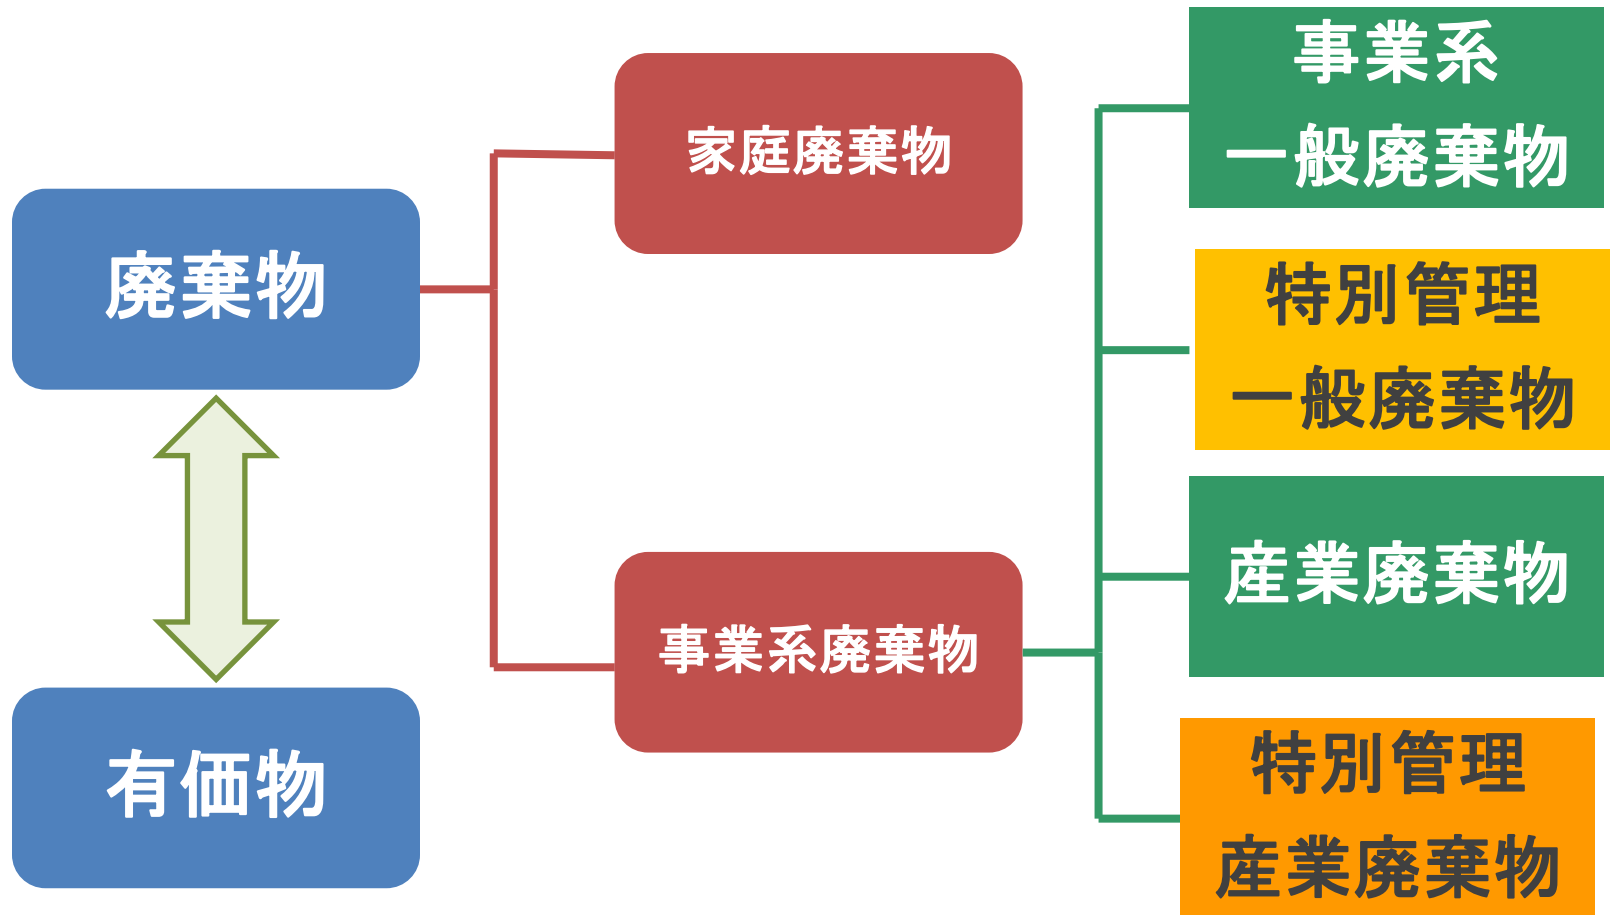 廃棄物
有価物
家庭廃棄物
事業系廃棄物
事業系
一般廃棄物
特別管理
一般廃棄物
産業廃棄物
特別管理
産業廃棄物